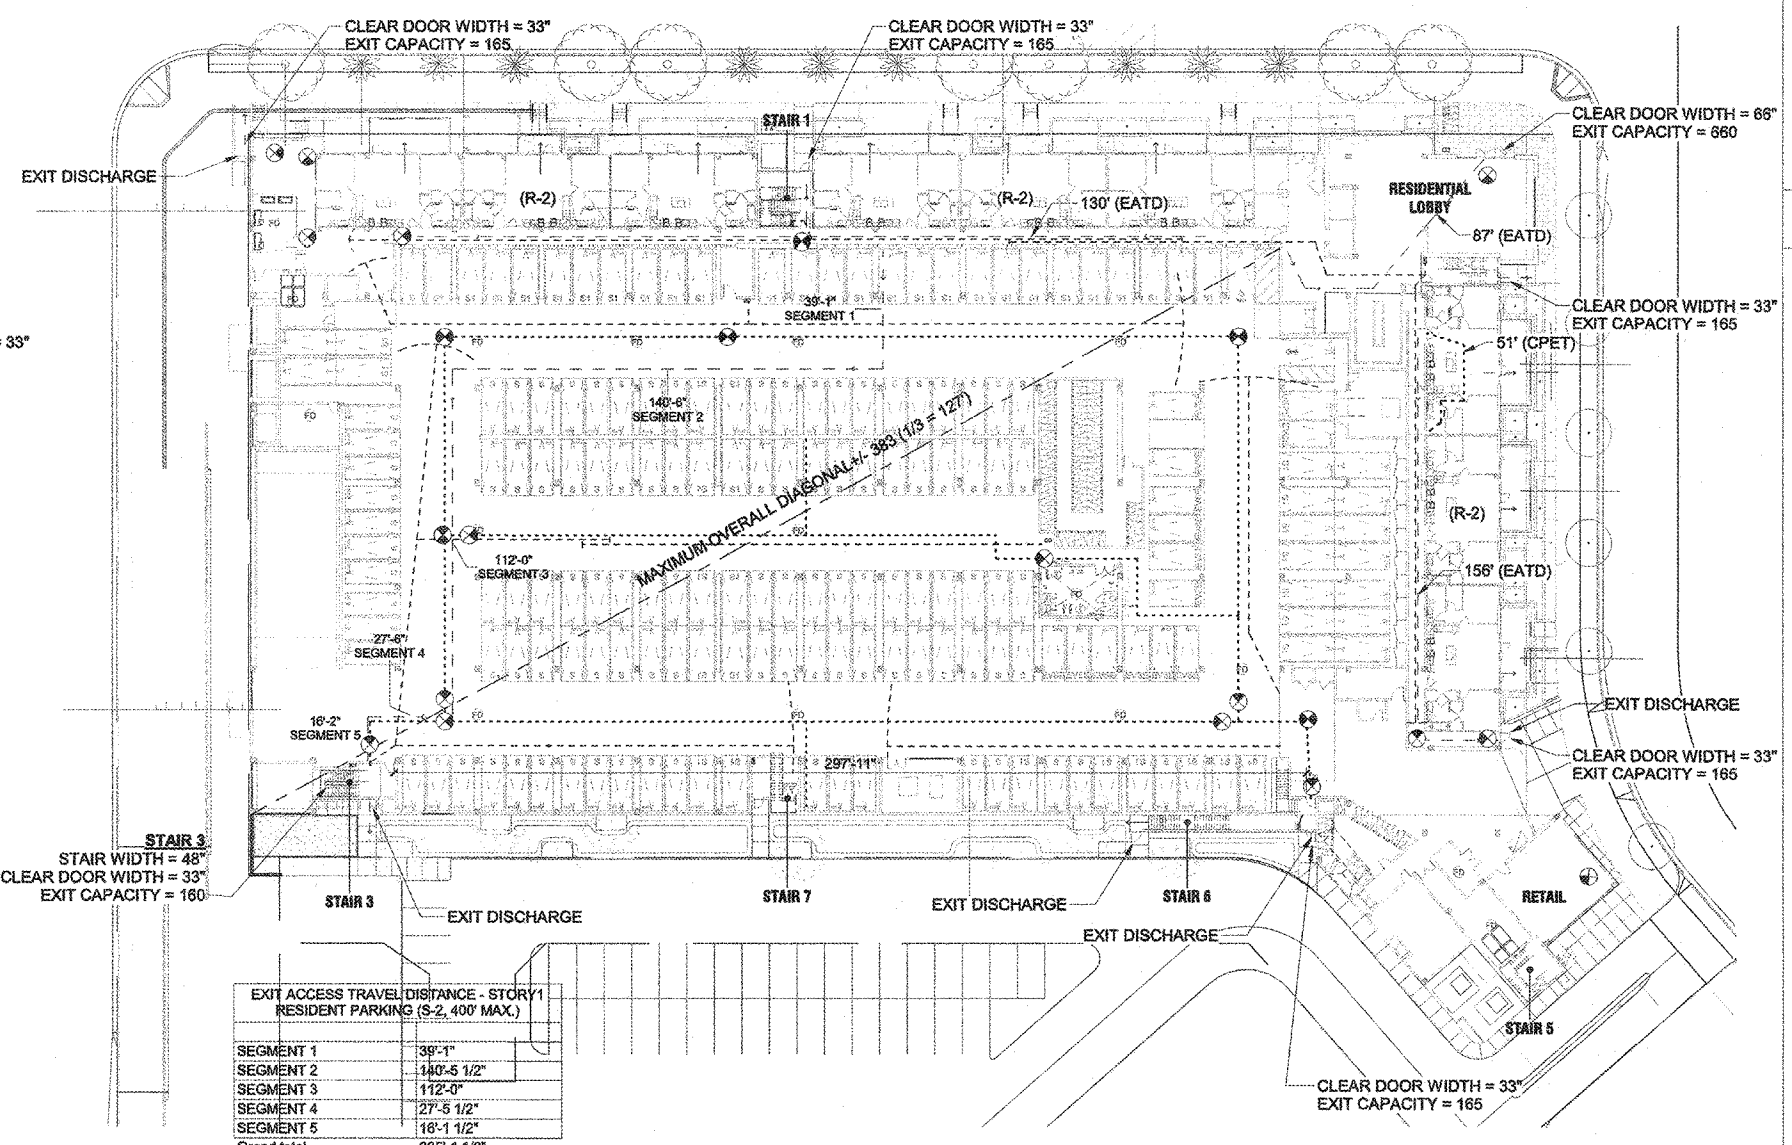 CLEAR DOOR WIDTH = 33"
EXIT CAPACITY = 165
CLEAR DOOR WIDTH = 33"
EXIT CAPACITY = 165
STAIR 1
CLEAR DOOR WIDTH = 66"
EXIT CAPACITY = 660
EXIT DISCHARGE
(R-2)
(R-2)
130' (EATD)
RESIDENTIAL
LOBBY
87' (EATD)
39'-1"
SEGMENT 1
CLEAR DOOR WIDTH = 33"
EXIT CAPACITY = 165
= 33"
51' (CPET)
140'-6"
SEGMENT 2
MAXIMUM OVERALL DIAGONAL +/- 383 (1/3 = 127')
(R-2)
112'-0"
SEGMENT 3
156' (EATD)
27'-6"
SEGMENT 4
16'-2"
SEGMENT 5
EXIT DISCHARGE
297'-11"
CLEAR DOOR WIDTH = 33"
EXIT CAPACITY = 165
STAIR 3
STAIR WIDTH = 48"
CLEAR DOOR WIDTH = 33"
EXIT CAPACITY = 160
STAIR 3
EXIT DISCHARGE
STAIR 7
EXIT DISCHARGE
STAIR 6
EXIT DISCHARGE
RETAIL
STAIR 5
CLEAR DOOR WIDTH = 33"
EXIT CAPACITY = 165
EXIT ACCESS TRAVEL DISTANCE - STORY1
RESIDENT PARKING (S-2, 400' MAX.)
SEGMENT 1 39'-1"
SEGMENT 2 140'-5 1/2"
SEGMENT 3 112'-0"
SEGMENT 4 27'-5 1/2"
SEGMENT 5 16'-1 1/2"